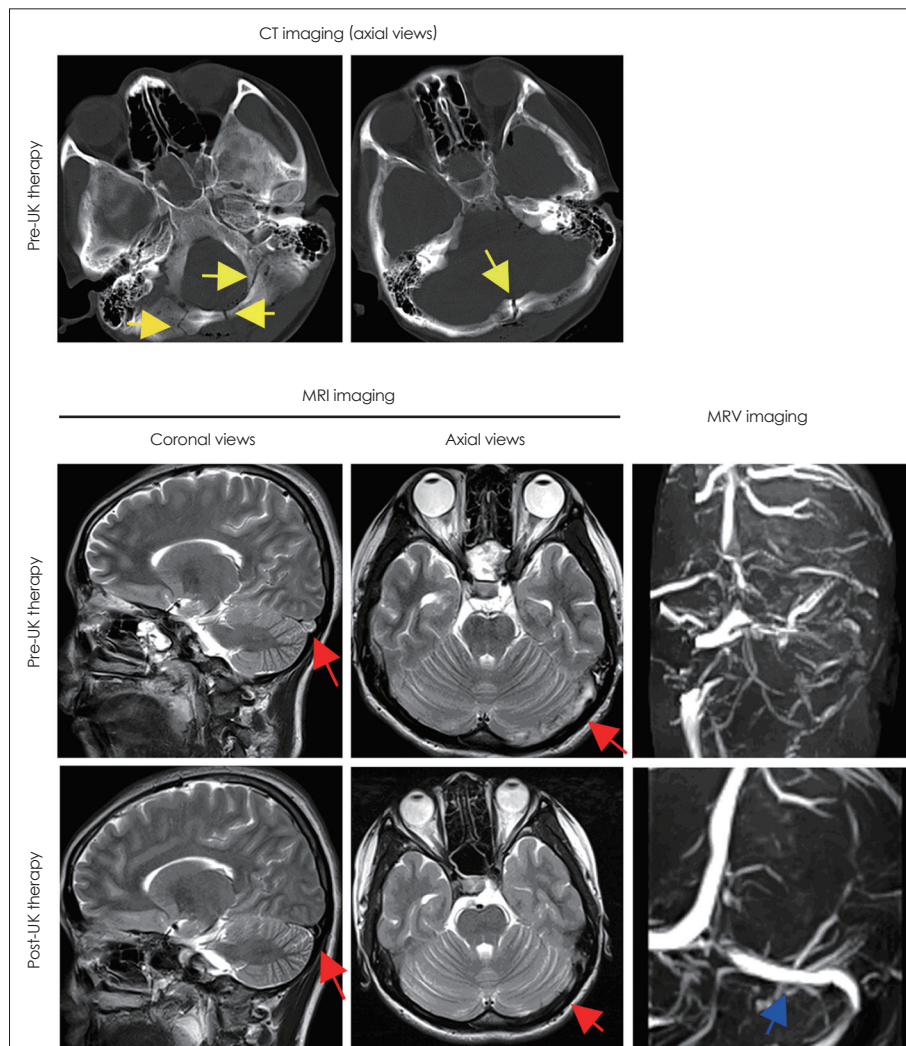 CT imaging (axial views)
Pre-UK therapy
MRI imaging
MRV imaging
Coronal views
Axial views
Pre-UK therapy
Post-UK therapy